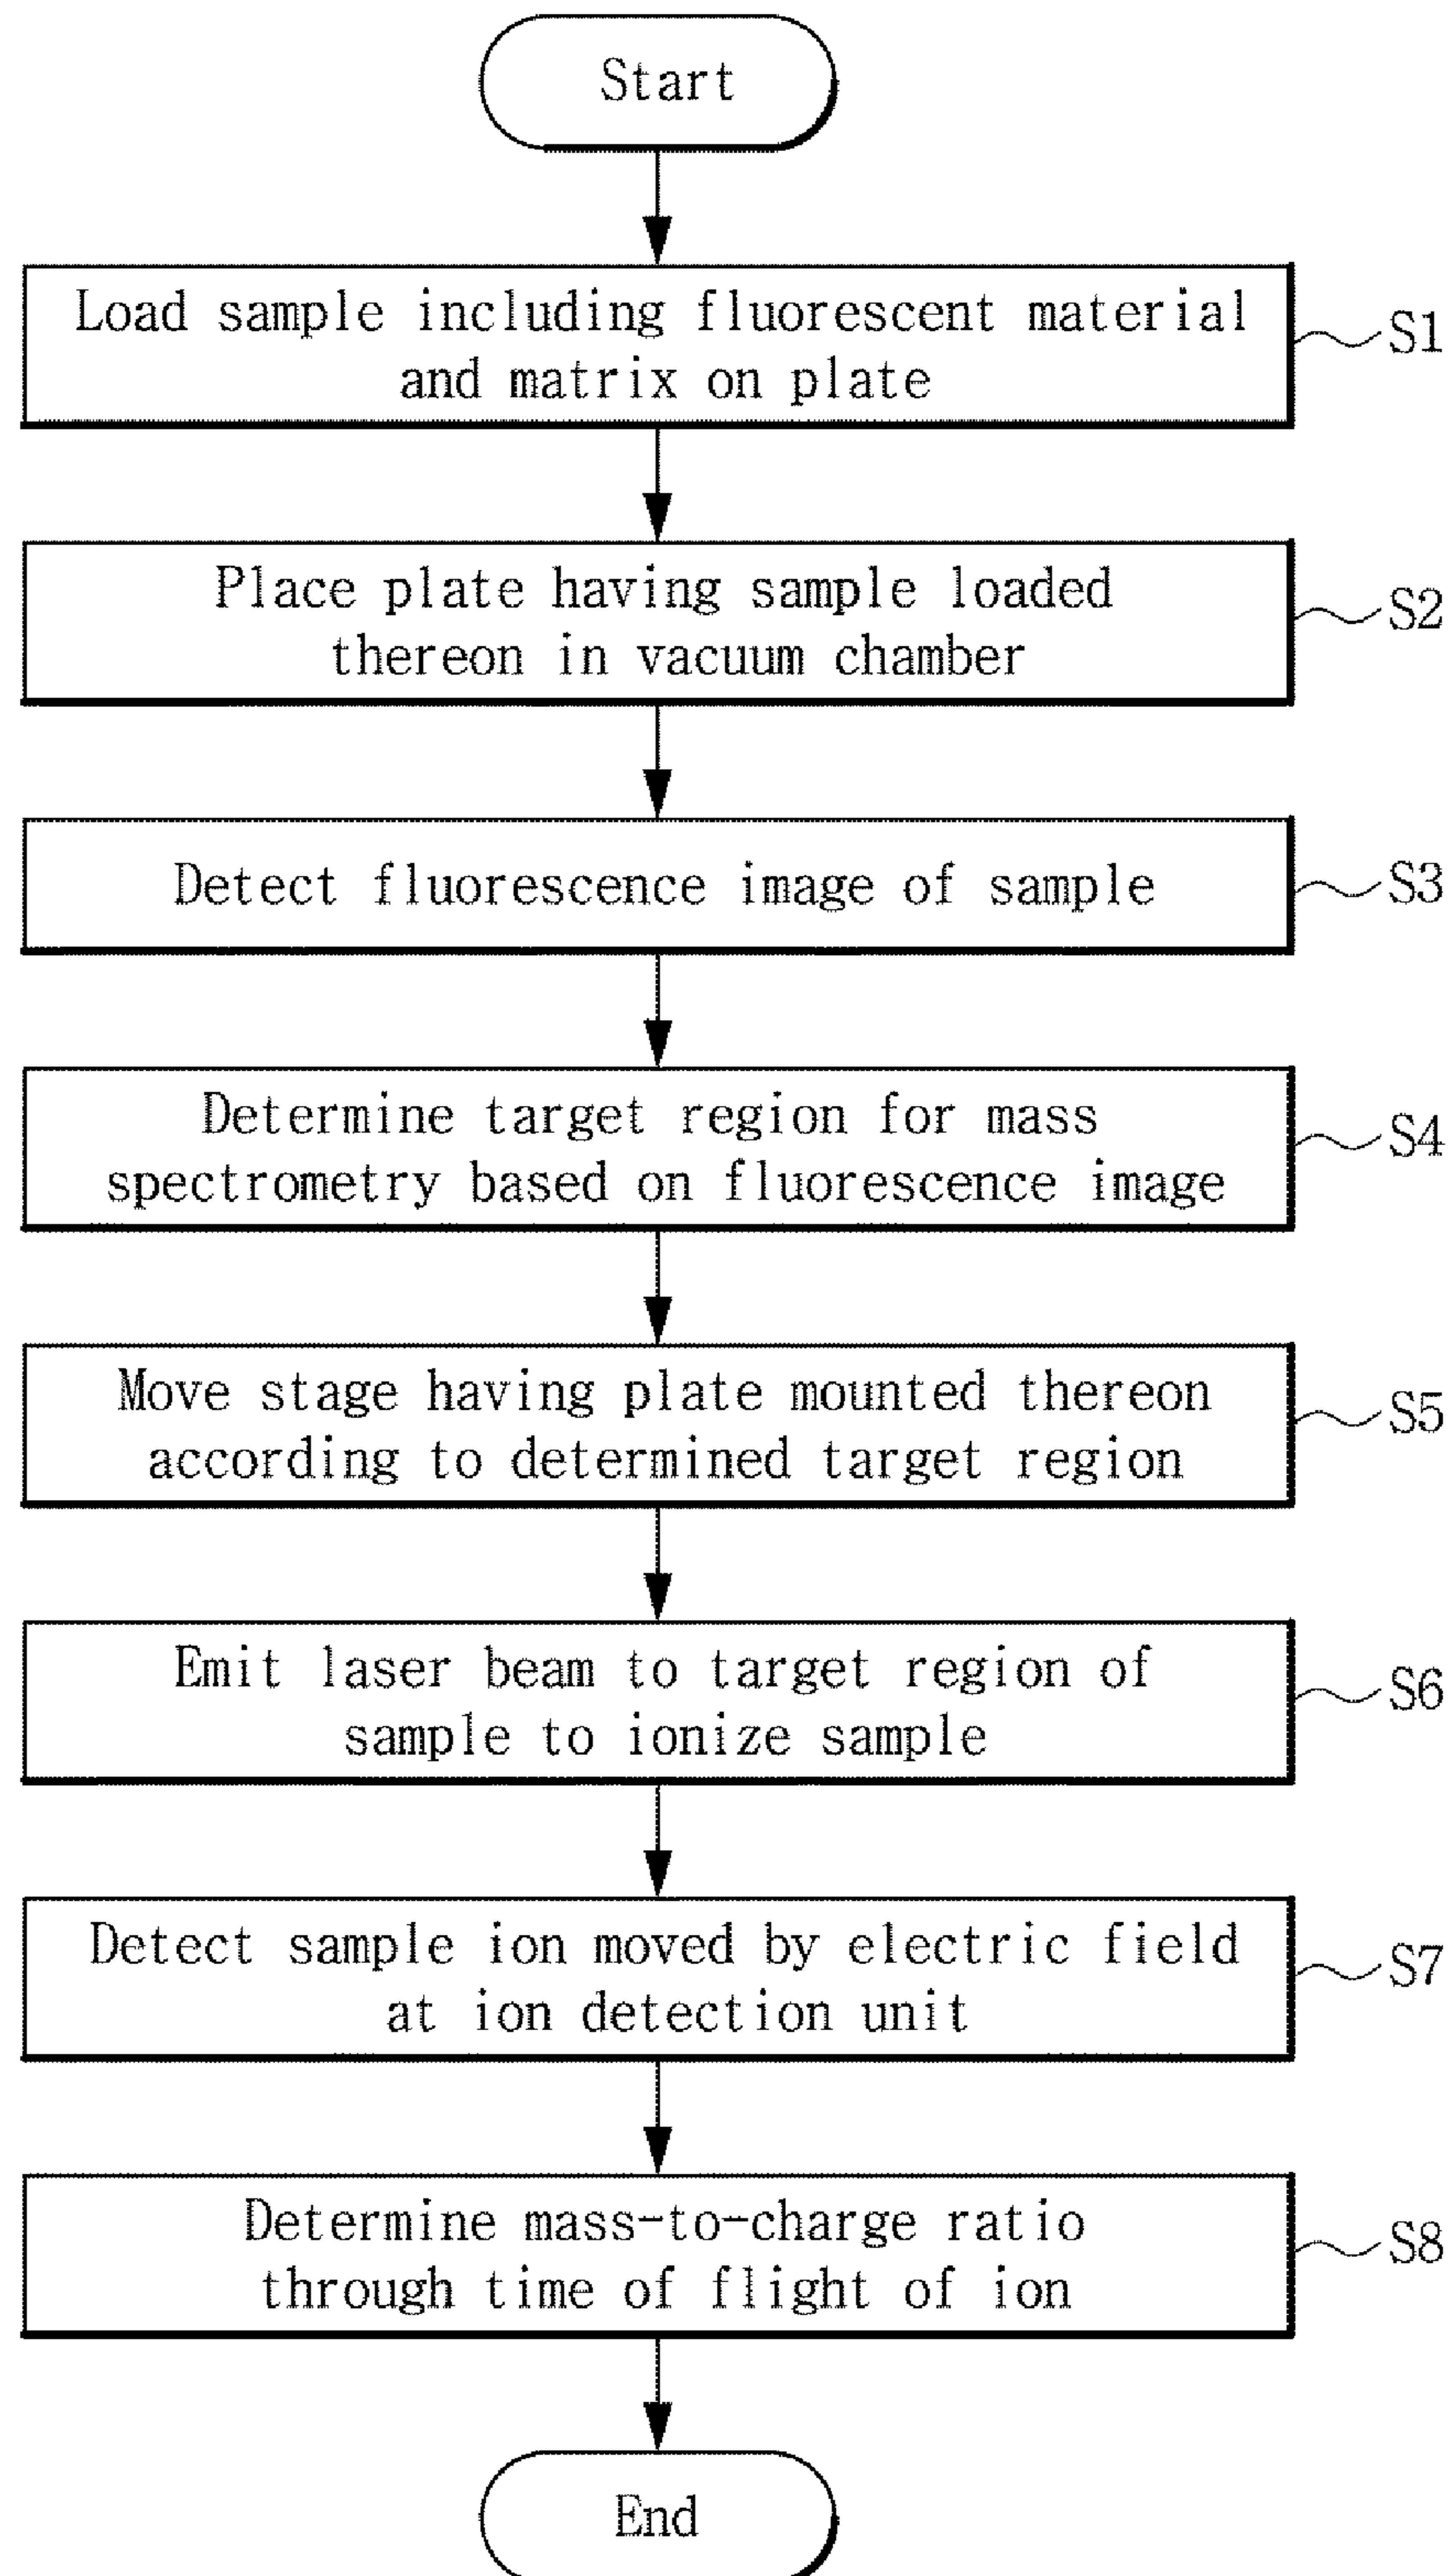 Start
Load sample including fluorescent material
and matrix on plate
S1
Place plate having sample loaded
thereon in vacuum chamber
S2
Detect fluorescence image of sample
S3
Determine target region for mass
spectrometry based on fluorescence image
S4
Move stage having plate mounted thereon
according to determined target region
S5
Emit laser beam to target region of
sample to ionize sample
S6
Detect sample ion moved by electric field
at ion detection unit
S7
Determine mass-to-charge ratio
through time of flight of ion
S8
End